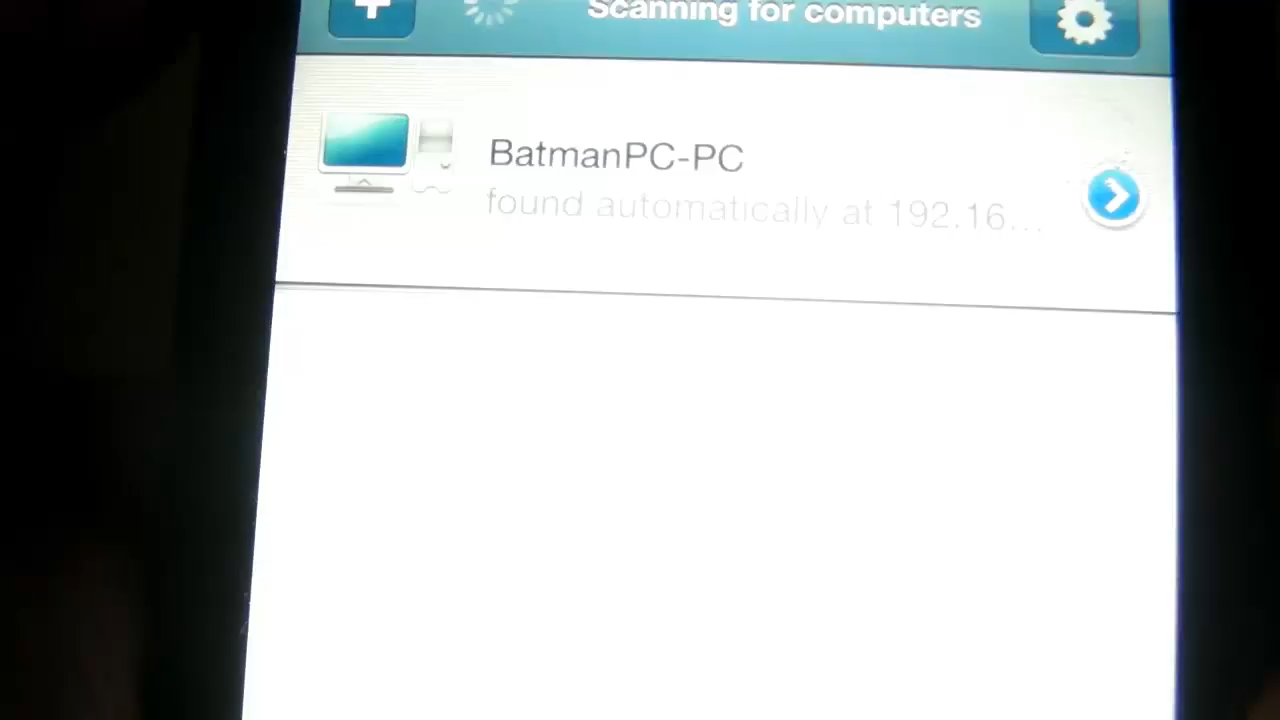 Scanning for computers
BatmanPC-PC
found automatically at 192.16...